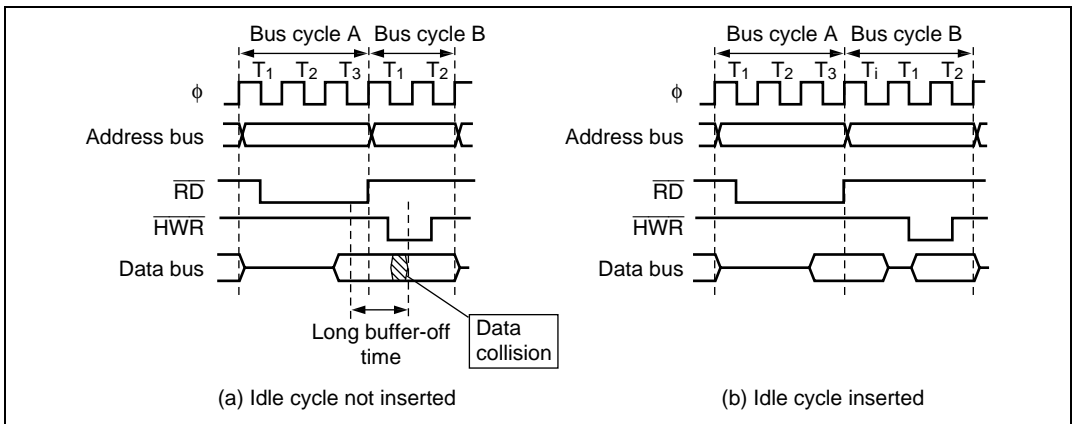 Bus cycle A Bus cycle B
T1 T2 T3 T1 T2
ϕ
Address bus
RD
HWR
Data bus
Long buffer-off
time
Data
collision
(a) Idle cycle not inserted
Bus cycle A Bus cycle B
T1 T2 T3 Ti T1 T2
ϕ
Address bus
RD
HWR
Data bus
(b) Idle cycle inserted